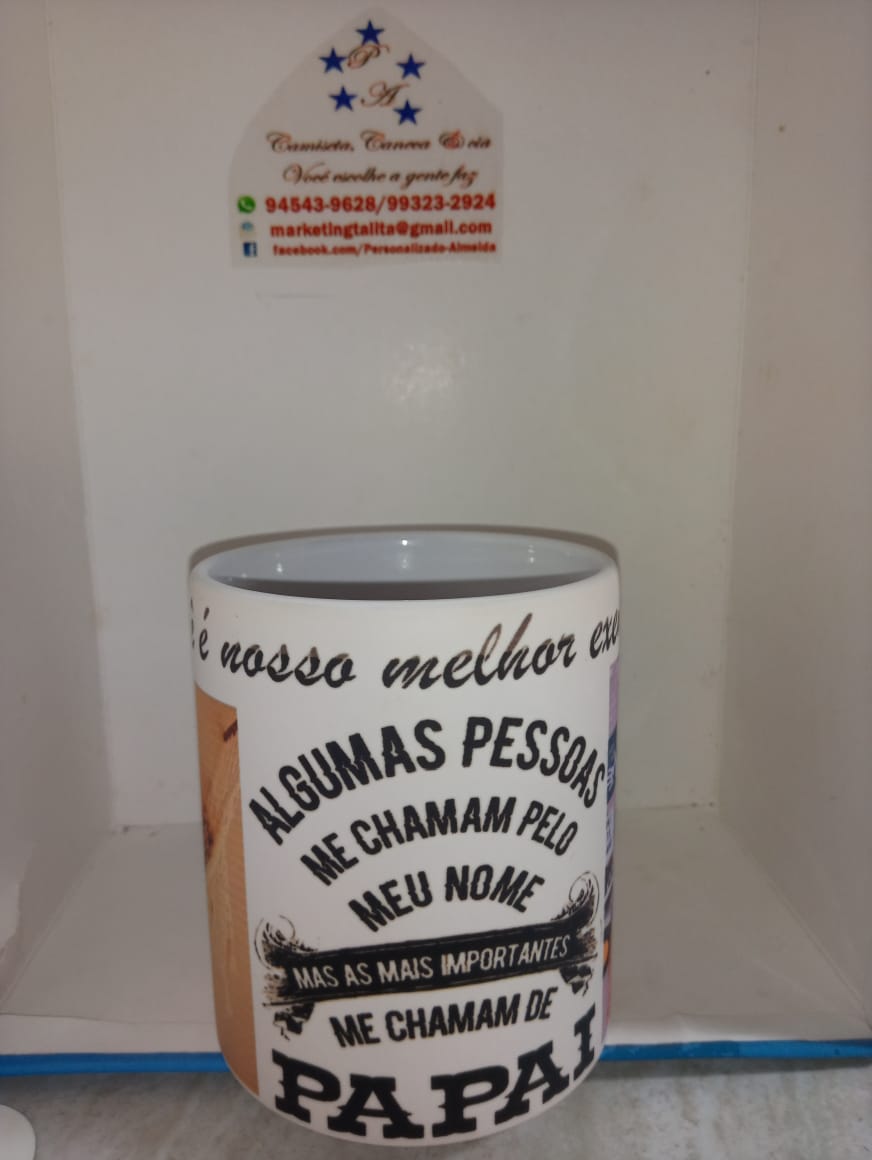 P
A
Camiseta, Caneca & cia
Você escolhe a gente faz
94543-9628/99323-2924
marketingtalita@gmail.com
facebook.com/Personalizado-Almeida
é nosso melhor exe
ALGUMAS PESSOAS
ME CHAMAM PELO
MEU NOME
MAS AS MAIS IMPORTANTES
ME CHAMAM DE
PAPAI